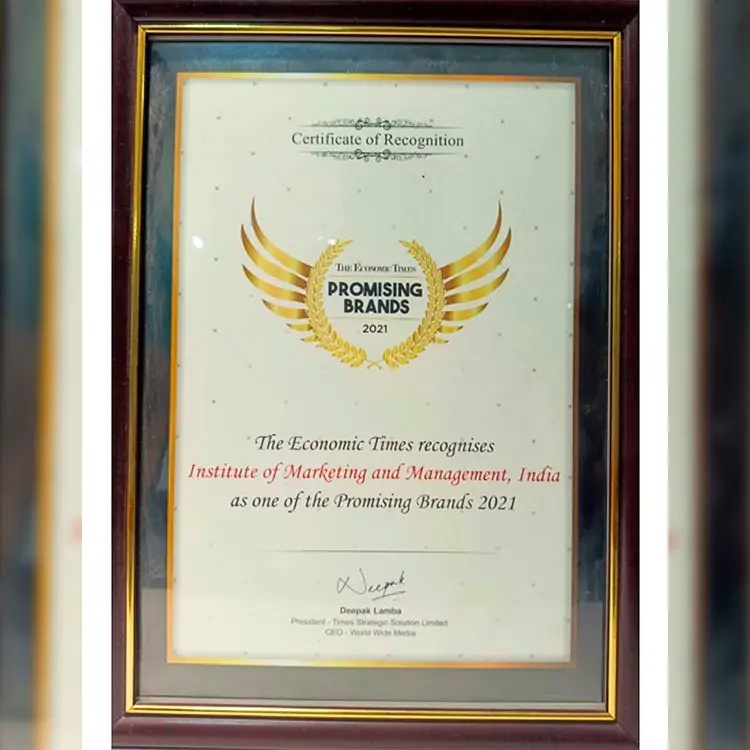 Certificate of Recognition
THE ECONOMIC TIMES
PROMISING
BRANDS
2021
The Economic Times recognises
Institute of Marketing and Management, India
as one of the Promising Brands 2021
Deepak
Deepak Lamba
President - Times Strategic Solution Limited
CEO - World Wide Media